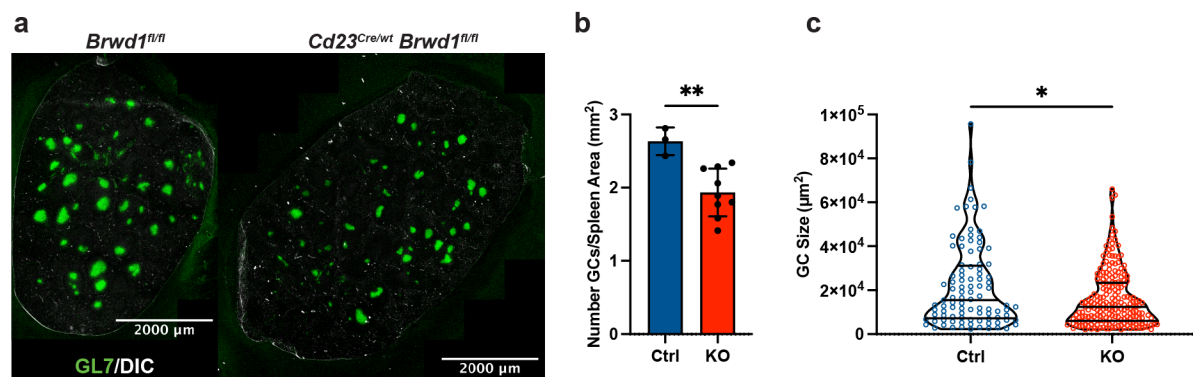 a
Brwd1fl/fl
Cd23Cre/wt Brwd1fl/fl
2000 µm
GL7/DIC
2000 µm
b
**
Number GCs/Spleen Area (mm²)
3
2
1
0
Ctrl
KO
c
*
GC Size (µm²)
1×10⁵
8×10⁴
6×10⁴
4×10⁴
2×10⁴
0
Ctrl
KO